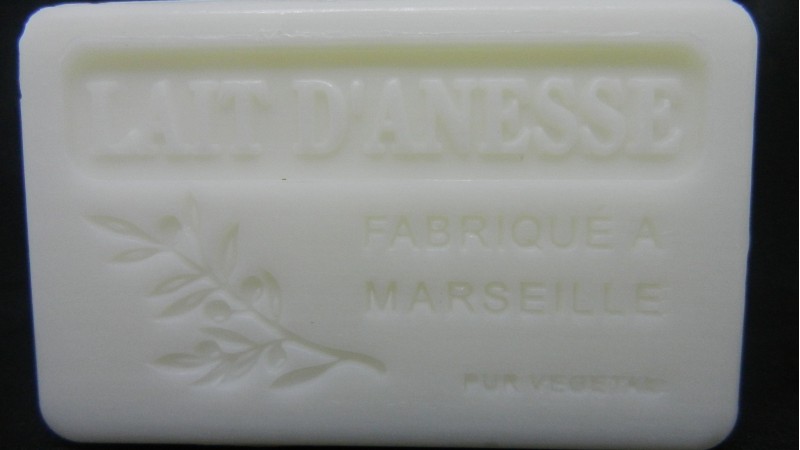 LAIT D'ANESSE
FABRIQUÉ A
MARSEILLE
PUR VEGETAL